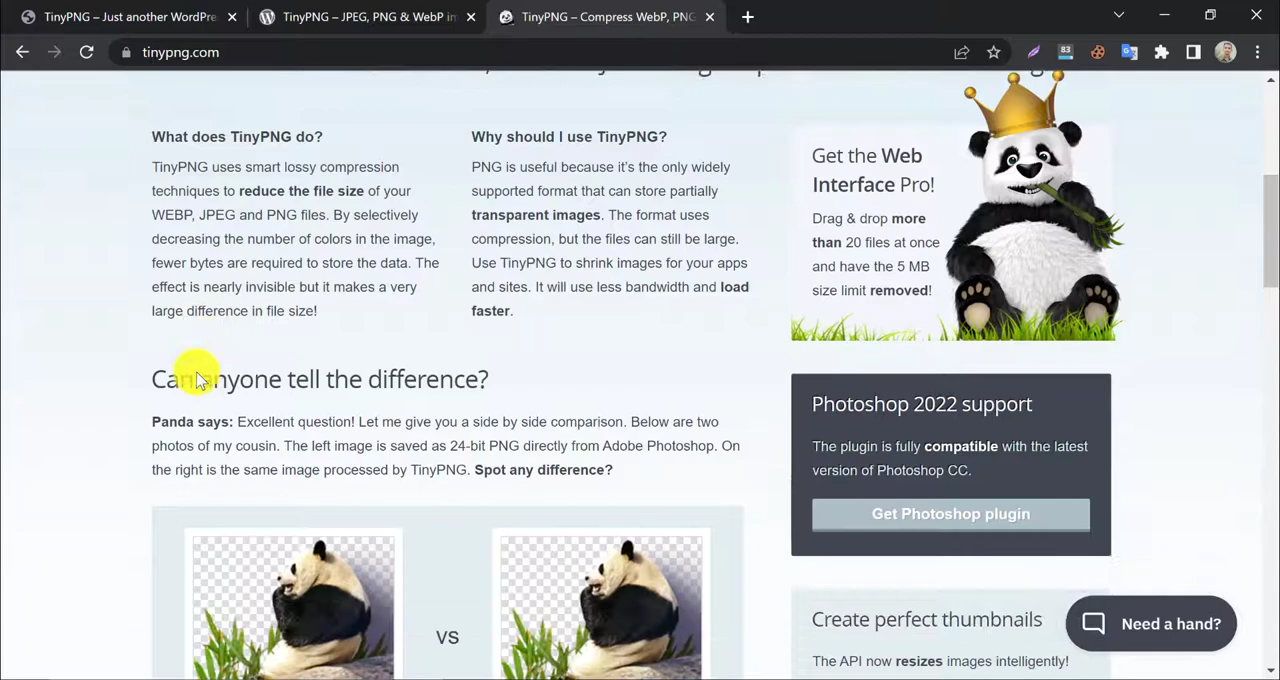 TinyPNG – Just another WordPre
TinyPNG – JPEG, PNG & WebP im
TinyPNG – Compress WebP, PNG
tinypng.com
83
What does TinyPNG do?
TinyPNG uses smart lossy compression
techniques to reduce the file size of your
WEBP, JPEG and PNG files. By selectively
decreasing the number of colors in the image,
fewer bytes are required to store the data. The
effect is nearly invisible but it makes a very
large difference in file size!
Why should I use TinyPNG?
PNG is useful because it's the only widely
supported format that can store partially
transparent images. The format uses
compression, but the files can still be large.
Use TinyPNG to shrink images for your apps
and sites. It will use less bandwidth and load
faster.
Get the Web
Interface Pro!
Drag & drop more
than 20 files at once
and have the 5 MB
size limit removed!
Can anyone tell the difference?
Panda says: Excellent question! Let me give you a side by side comparison. Below are two
photos of my cousin. The left image is saved as 24-bit PNG directly from Adobe Photoshop. On
the right is the same image processed by TinyPNG. Spot any difference?
VS
Photoshop 2022 support
The plugin is fully compatible with the latest
version of Photoshop CC.
Get Photoshop plugin
Create perfect thumbnails
The API now resizes images intelligently!
Need a hand?